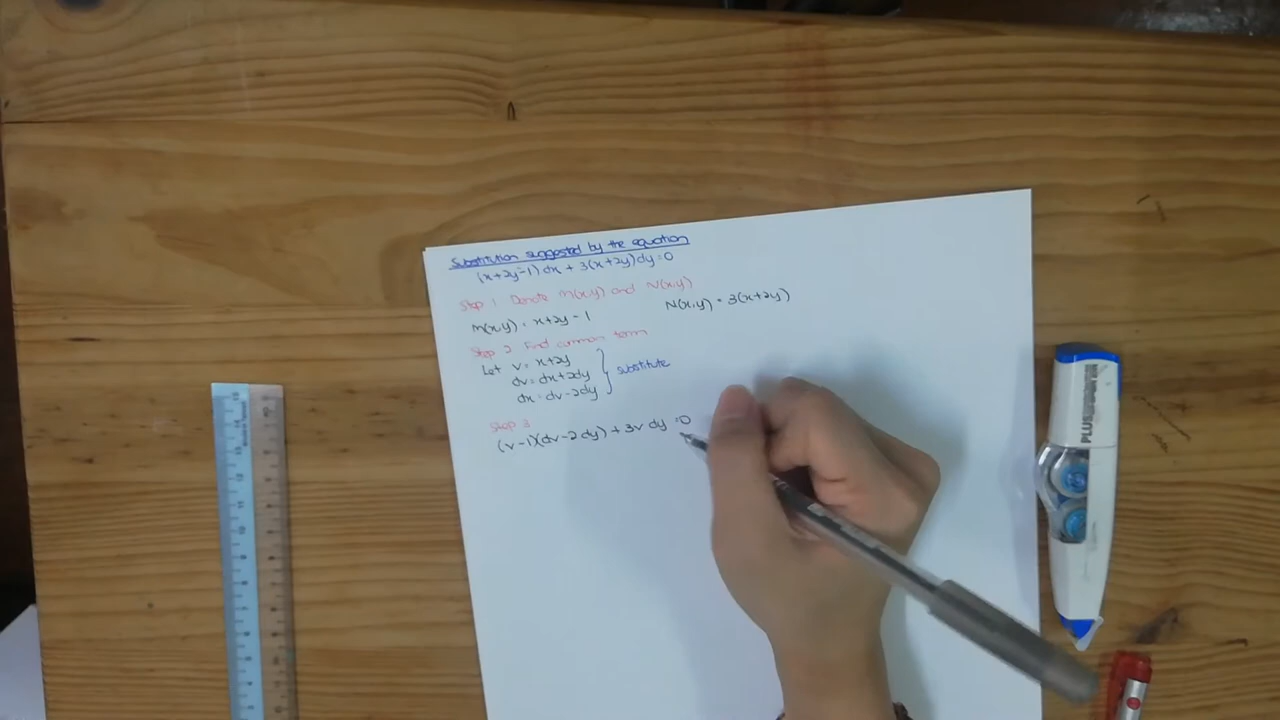 Substitution suggested by the equation
(x+2y-1) dx + 3(x+2y) dy = 0
Step 1 Denote M(x,y) and N(x,y)
M(x,y) = x+2y-1 N(x,y) = 3(x+2y)
Step 2 Find common term
Let v = x+2y
dv = dx+2dy
dx = dv-2dy
substitute
Step 3
(v-1)(dv-2dy) + 3v dy = 0
PLUS